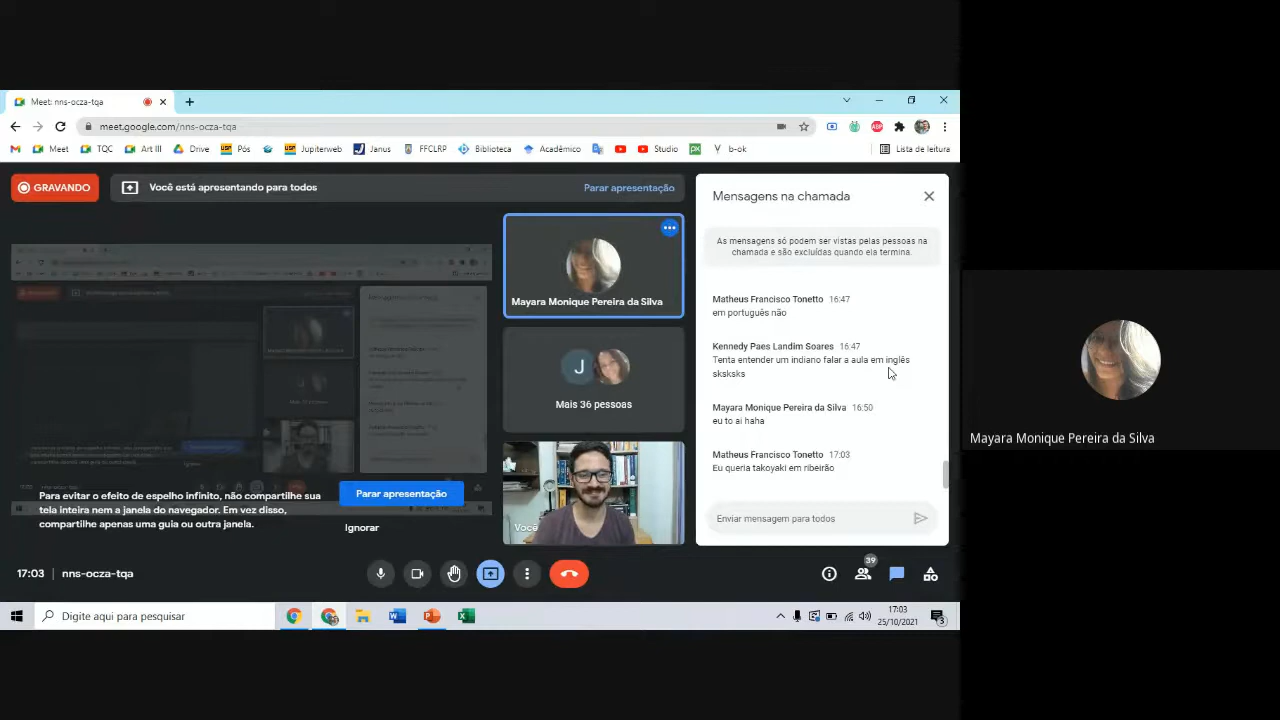 Meet: nns-ocza-tqa
meet.google.com/nns-ocza-tqa
Meet
TQC
Art III
Drive
USP Pós
USP Jupiterweb
Janus
FFCLRP
Biblioteca
Acadêmico
Studio
b-ok
Lista de leitura
GRAVANDO
Você está apresentando para todos
Parar apresentação
Mayara Monique Pereira da Silva
J
Mais 36 pessoas
Você
Para evitar o efeito de espelho infinito, não compartilhe sua
tela inteira nem a janela do navegador. Em vez disso,
compartilhe apenas uma guia ou outra janela.
Parar apresentação
Ignorar
Mensagens na chamada
As mensagens só podem ser vistas pelas pessoas na
chamada e são excluídas quando ela termina.
Matheus Francisco Tonetto 16:47
em português não
Kennedy Paes Landim Soares 16:47
Tenta entender um indiano falar a aula em inglês
sksksks
Mayara Monique Pereira da Silva 16:50
eu to ai haha
Matheus Francisco Tonetto 17:03
Eu queria takoyaki em ribeirão
Enviar mensagem para todos
17:03 | nns-ocza-tqa
39
Digite aqui para pesquisar
17:03
25/10/2021
3
Mayara Monique Pereira da Silva